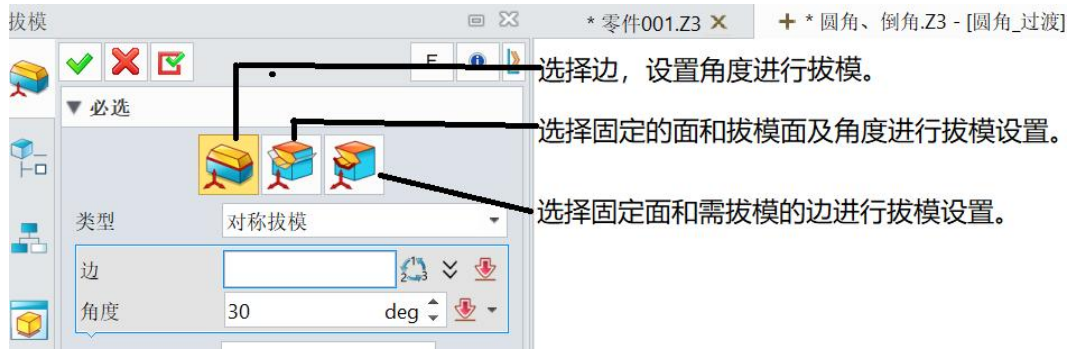 拔模
* 零件001.Z3
* 圆角、倒角.Z3 - [圆角_过渡]
选择边，设置角度进行拔模。
▼ 必选
选择固定的面和拔模面及角度进行拔模设置。
选择固定面和需拔模的边进行拔模设置。
类型 对称拔模
边
角度 30 deg